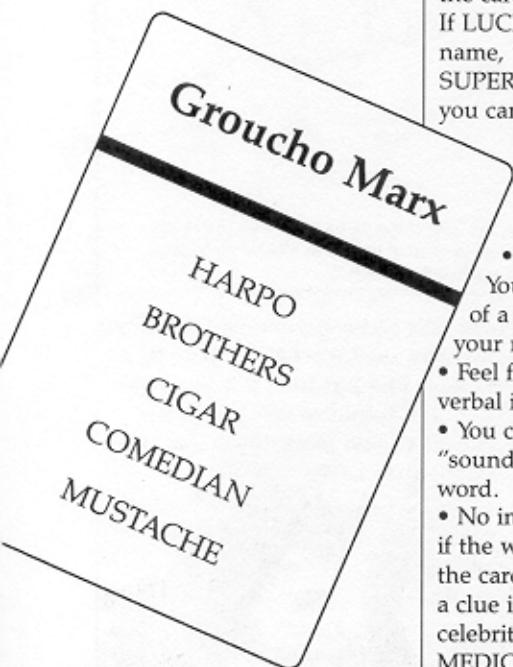 Groucho Marx
HARPO
BROTHERS
CIGAR
COMEDIAN
MUSTACHE
the car
If LUC
name,
SUPER
you car
•
You
of a
your
• Feel f
verbal i
• You c
"sound
word.
• No in
if the w
the card
a clue i
celebrit
MEDIC